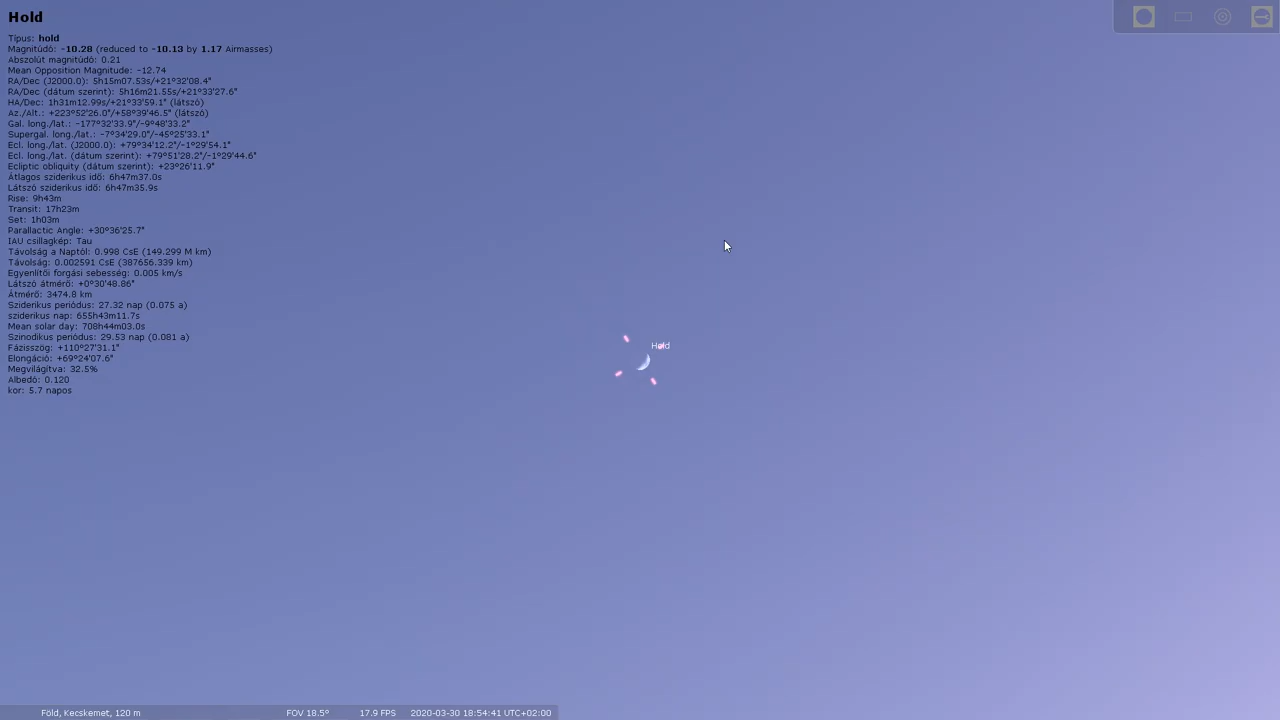 Hold
Típus: hold
Magnitúdó: -10.28 (reduced to -10.13 by 1.17 Airmasses)
Abszolút magnitúdó: 0.21
Mean Opposition Magnitude: -12.74
RA/Dec (J2000.0): 5h15m07.53s/+21°32'08.4"
RA/Dec (dátum szerint): 5h16m21.55s/+21°33'27.6"
HA/Dec: 1h31m12.99s/+21°33'59.1" (látszó)
Az./Alt.: +223°52'26.0"/+58°39'46.5" (látszó)
Gal. long./lat.: -177°32'33.9"/-9°48'33.2"
Supergal. long./lat.: -7°34'29.0"/-45°25'33.1"
Ecl. long./lat. (J2000.0): +79°34'12.2"/-1°29'54.1"
Ecl. long./lat. (dátum szerint): +79°51'28.2"/-1°29'44.6"
Ecliptic obliquity (dátum szerint): +23°26'11.9"
Átlagos sziderikus idő: 6h47m37.0s
Látszó sziderikus idő: 6h47m35.9s
Rise: 9h43m
Transit: 17h23m
Set: 1h03m
Parallactic Angle: +30°36'25.7"
IAU csillagkép: Tau
Távolság a Naptól: 0.998 CsE (149.299 M km)
Távolság: 0.002591 CsE (387656.339 km)
Egyenlítői forgási sebesség: 0.005 km/s
Látszó átmérő: +0°30'48.86"
Átmérő: 3474.8 km
Sziderikus periódus: 27.32 nap (0.075 a)
sziderikus nap: 655h43m11.7s
Mean solar day: 708h44m03.0s
Szinodikus periódus: 29.53 nap (0.081 a)
Fázisszög: +110°27'31.1"
Elongáció: +69°24'07.6"
Megvilágítva: 32.5%
Albedó: 0.120
kor: 5.7 napos
Hold
Föld, Kecskemet, 120 m FOV 18.5° 17.9 FPS 2020-03-30 18:54:41 UTC+02:00